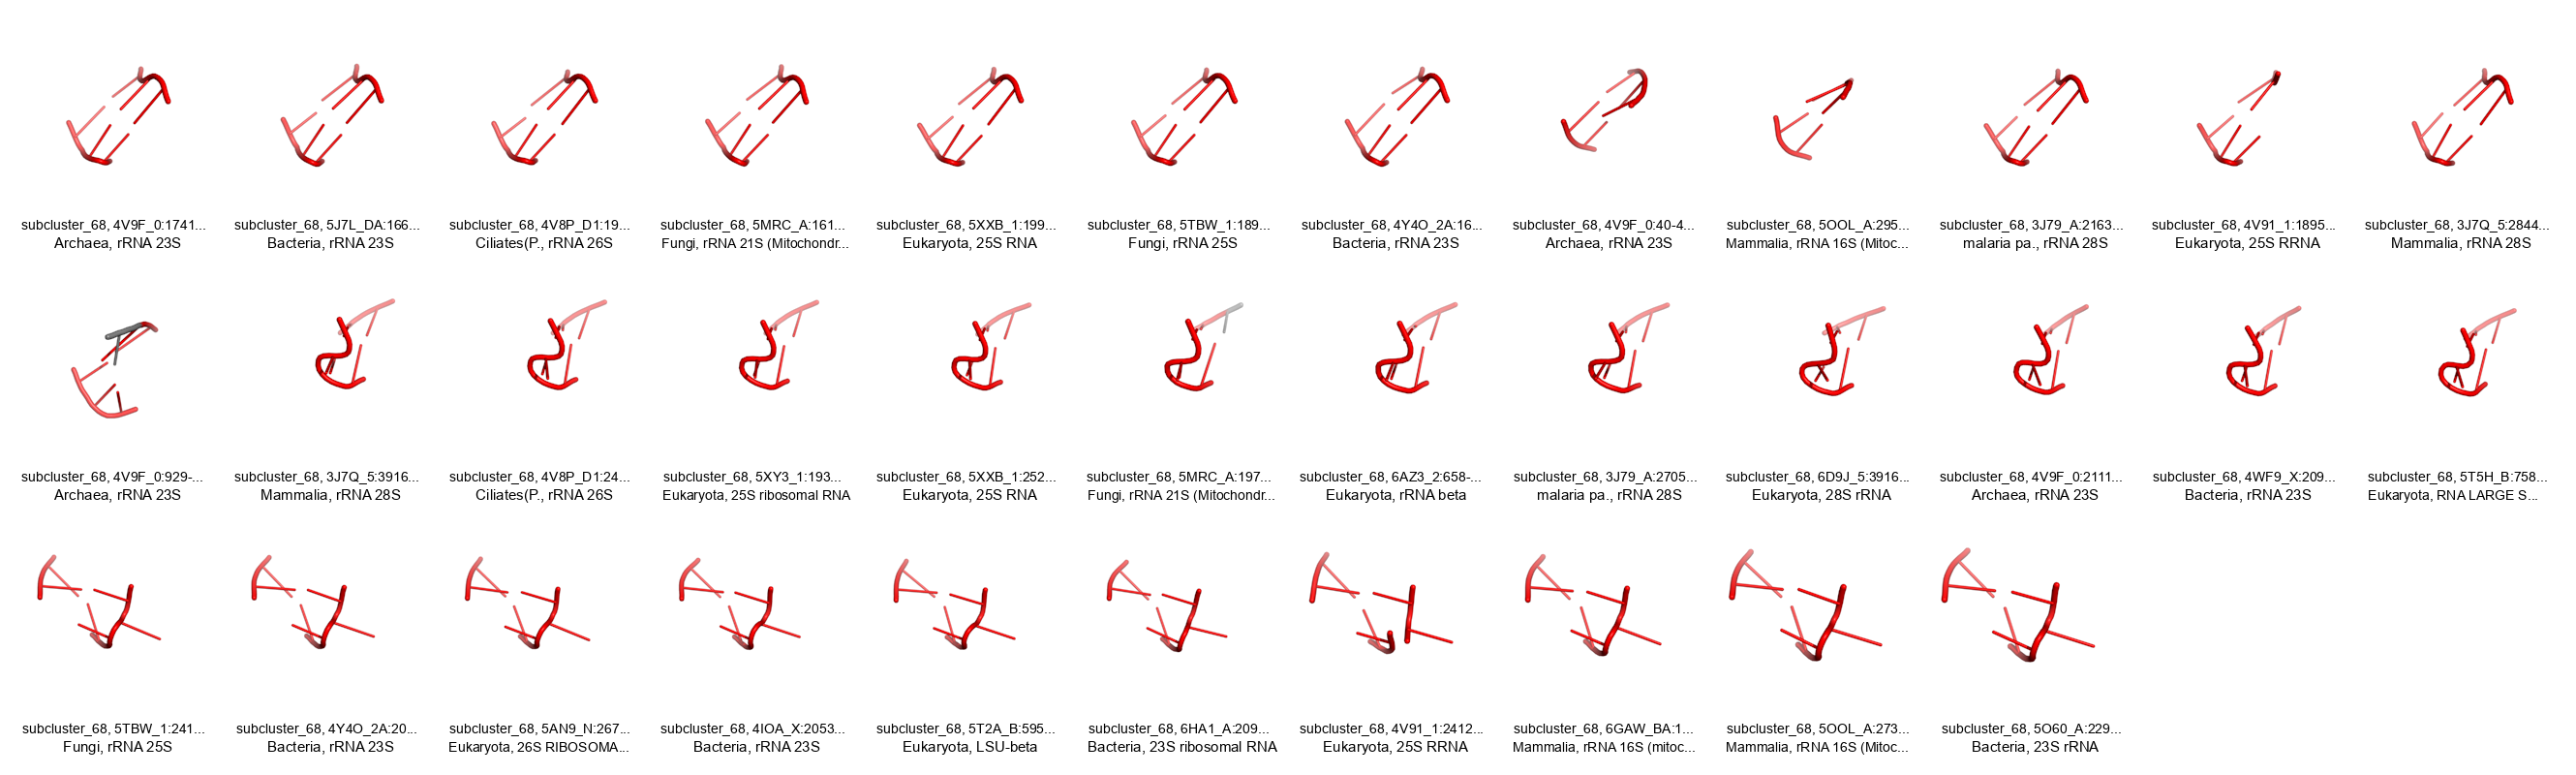 subcluster_68, 4V9F_0:1741...
Archaea, rRNA 23S
subcluster_68, 5J7L_DA:166...
Bacteria, rRNA 23S
subcluster_68, 4V8P_D1:19...
Ciliates(P., rRNA 26S
subcluster_68, 5MRC_A:161...
Fungi, rRNA 21S (Mitochondr...
subcluster_68, 5XXB_1:199...
Eukaryota, 25S RNA
subcluster_68, 5TBW_1:189...
Fungi, rRNA 25S
subcluster_68, 4Y4O_2A:16...
Bacteria, rRNA 23S
subcluster_68, 4V9F_0:40-4...
Archaea, rRNA 23S
subcluster_68, 5OOL_A:295...
Mammalia, rRNA 16S (Mitoc...
subcluster_68, 3J79_A:2163...
malaria pa., rRNA 28S
subcluster_68, 4V91_1:1895...
Eukaryota, 25S RRNA
subcluster_68, 3J7Q_5:2844...
Mammalia, rRNA 28S
subcluster_68, 4V9F_0:929-...
Archaea, rRNA 23S
subcluster_68, 3J7Q_5:3916...
Mammalia, rRNA 28S
subcluster_68, 4V8P_D1:24...
Ciliates(P., rRNA 26S
subcluster_68, 5XY3_1:193...
Eukaryota, 25S ribosomal RNA
subcluster_68, 5XXB_1:252...
Eukaryota, 25S RNA
subcluster_68, 5MRC_A:197...
Fungi, rRNA 21S (Mitochondr...
subcluster_68, 6AZ3_2:658-...
Eukaryota, rRNA beta
subcluster_68, 3J79_A:2705...
malaria pa., rRNA 28S
subcluster_68, 6D9J_5:3916...
Eukaryota, 28S rRNA
subcluster_68, 4V9F_0:2111...
Archaea, rRNA 23S
subcluster_68, 4WF9_X:209...
Bacteria, rRNA 23S
subcluster_68, 5T5H_B:758...
Eukaryota, RNA LARGE S...
subcluster_68, 5TBW_1:241...
Fungi, rRNA 25S
subcluster_68, 4Y4O_2A:20...
Bacteria, rRNA 23S
subcluster_68, 5AN9_N:267...
Eukaryota, 26S RIBOSOMA...
subcluster_68, 4IOA_X:2053...
Bacteria, rRNA 23S
subcluster_68, 5T2A_B:595...
Eukaryota, LSU-beta
subcluster_68, 6HA1_A:209...
Bacteria, 23S ribosomal RNA
subcluster_68, 4V91_1:2412...
Eukaryota, 25S RRNA
subcluster_68, 6GAW_BA:1...
Mammalia, rRNA 16S (mitoc...
subcluster_68, 5OOL_A:273...
Mammalia, rRNA 16S (Mitoc...
subcluster_68, 5O60_A:229...
Bacteria, 23S rRNA